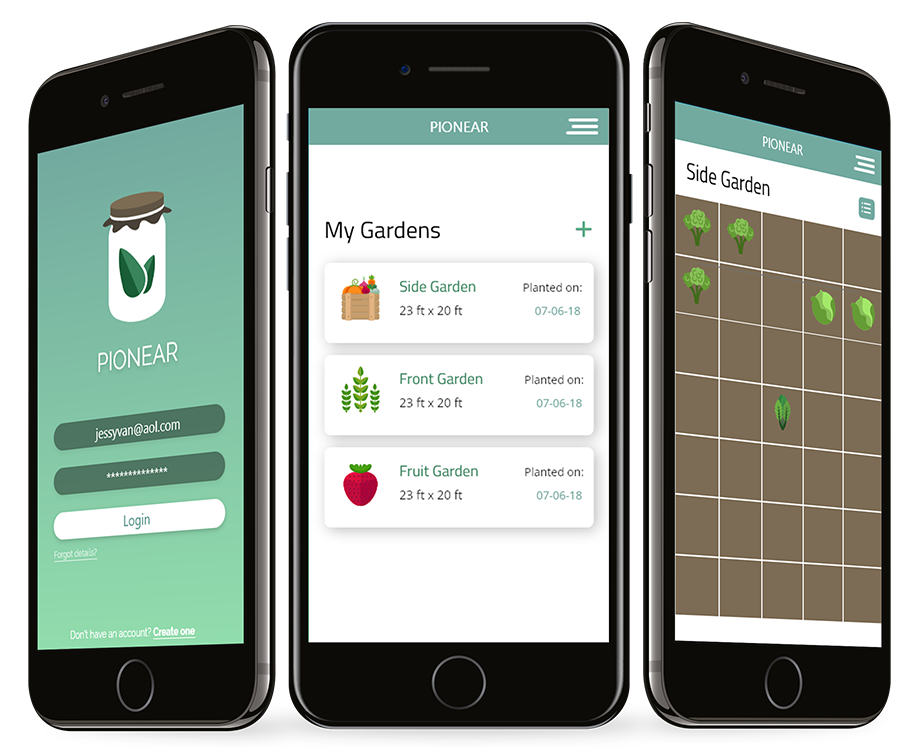 PIONEAR
jessyvan@aol.com
**************
Login
Forgot details?
Don't have an account? Create one
PIONEAR
My Gardens
+
Side Garden
Planted on:
23 ft x 20 ft
07-06-18
Front Garden
Planted on:
23 ft x 20 ft
07-06-18
Fruit Garden
Planted on:
23 ft x 20 ft
07-06-18
PIONEAR
Side Garden